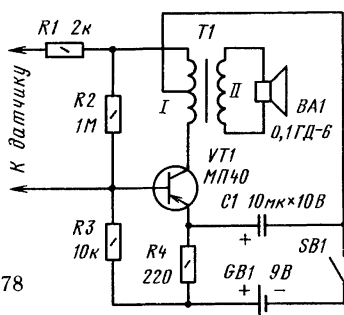 R1 2к
T1
К датчику
R2
1М
I
II
BA1
0,1ГД-6
VT1
МП40
C1 10мк×10В
+
R3
10к
R4
220
SB1
GB1 9В
+ −
78